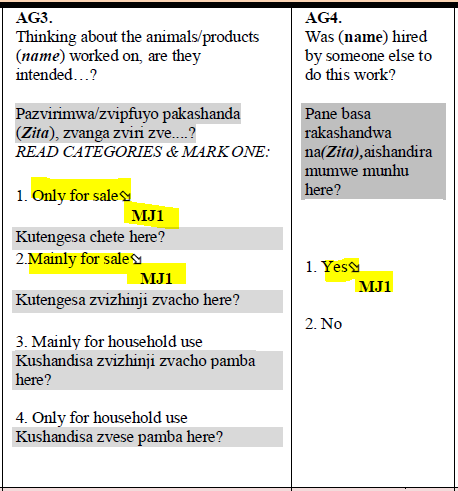 AG3.
Thinking about the animals/products
(name) worked on, are they
intended…?
Pazvirimwa/zvipfuyo pakashanda
(Zita), zvanga zviri zve....?
READ CATEGORIES & MARK ONE:
1. Only for sale
MJ1
Kutengesa chete here?
2.Mainly for sale
MJ1
Kutengesa zvizhinji zvacho here?
3. Mainly for household use
Kushandisa zvizhinji zvacho pamba
here?
4. Only for household use
Kushandisa zvese pamba here?
AG4.
Was (name) hired
by someone else to
do this work?
Pane basa
rakashandwa
na(Zita),aishandira
mumwe munhu
here?
1. Yes
MJ1
2. No